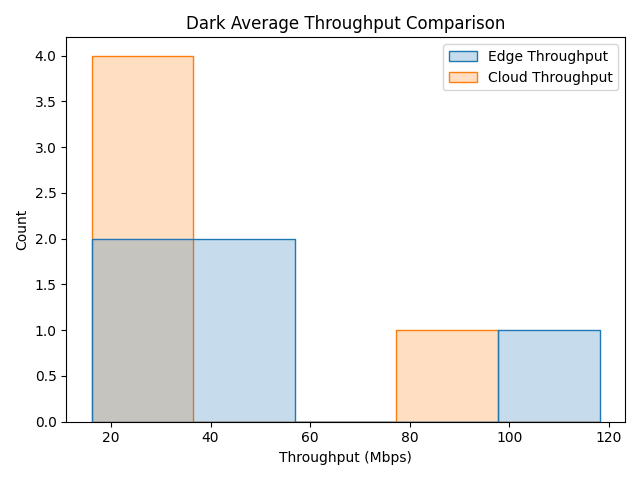 Dark Average Throughput Comparison
Edge Throughput
Cloud Throughput
4.0
3.5
3.0
2.5
2.0
1.5
1.0
0.5
0.0
Count
20 40 60 80 100 120
Throughput (Mbps)